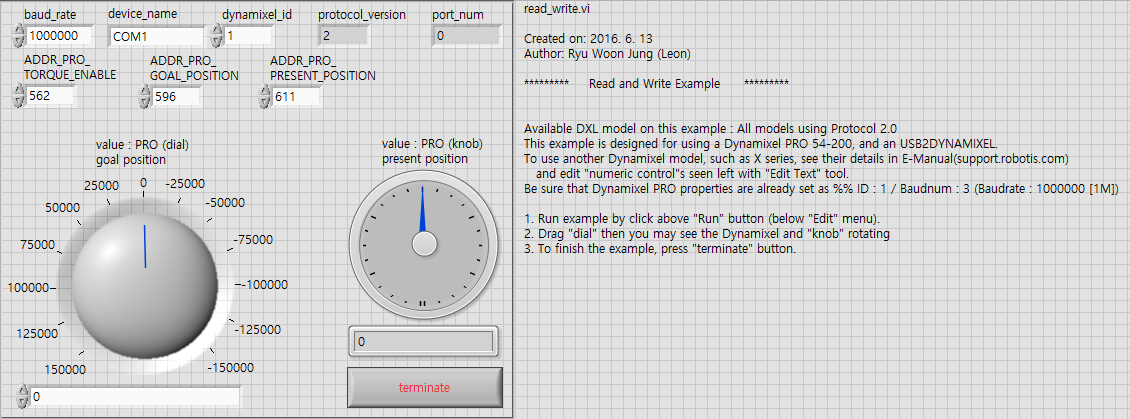 baud_rate
device_name
dynamixel_id
protocol_version
port_num
1000000
COM1
1
2
0
ADDR_PRO_
TORQUE_ENABLE
ADDR_PRO_
GOAL_POSITION
ADDR_PRO_
PRESENT_POSITION
562
596
611
value : PRO (dial)
goal position
0
25000
-25000
50000
-50000
75000
-75000
100000
-100000
125000
-125000
150000
-150000
0
value : PRO (knob)
present position
0
terminate
read_write.vi
Created on: 2016. 6. 13
Author: Ryu Woon Jung (Leon)
********* Read and Write Example *********
Available DXL model on this example : All models using Protocol 2.0
This example is designed for using a Dynamixel PRO 54-200, and an USB2DYNAMIXEL.
To use another Dynamixel model, such as X series, see their details in E-Manual(support.robotis.com)
and edit "numeric control"s seen left with "Edit Text" tool.
Be sure that Dynamixel PRO properties are already set as %% ID : 1 / Baudnum : 3 (Baudrate : 1000000 [1M])
1. Run example by click above "Run" button (below "Edit" menu).
2. Drag "dial" then you may see the Dynamixel and "knob" rotating
3. To finish the example, press "terminate" button.